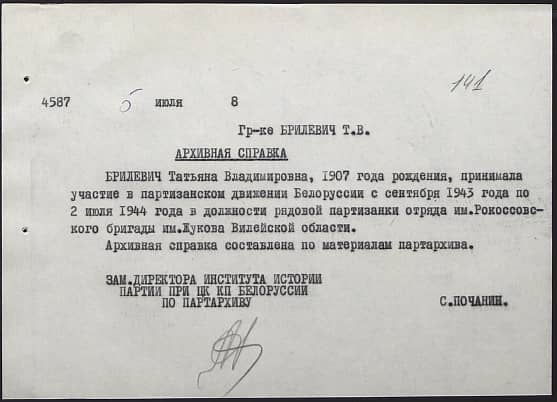 141
4587 5 июля 8
Гр-ке БРИЛЕВИЧ Т.В.
АРХИВНАЯ СПРАВКА
БРИЛЕВИЧ Татьяна Владимировна, 1907 года рождения, принимала
участие в партизанском движении Белоруссии с сентября 1943 года по
2 июля 1944 года в должности рядовой партизанки отряда им.Рокоссовс-
кого бригады им.Жукова Вилейской области.
Архивная справка составлена по материалам партархива.
ЗАМ.ДИРЕКТОРА ИНСТИТУТА ИСТОРИИ
ПАРТИИ ПРИ ЦК КП БЕЛОРУССИИ
ПО ПАРТАРХИВУ С.ПОЧАНИН.